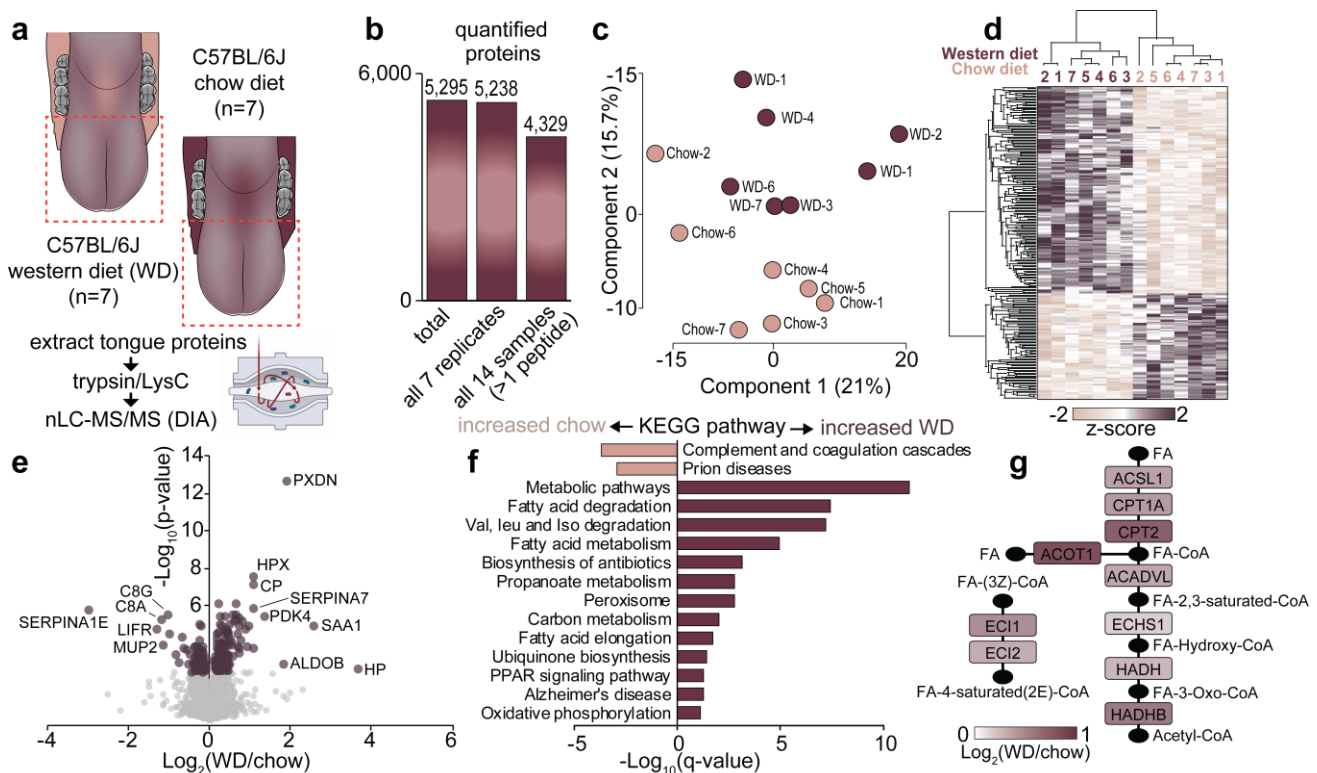 a
C57BL/6J
chow diet
(n=7)
C57BL/6J
western diet (WD)
(n=7)
extract tongue proteins
trypsin/LysC
nLC-MS/MS (DIA)
b
quantified
proteins
6,000
5,295
5,238
4,329
0
total
all 7 replicates
all 14 samples
(>1 peptide)
c
Component 2 (15.7%)
-15
0
-10
WD-1
WD-4
WD-2
Chow-2
WD-1
WD-6
WD-7
WD-3
Chow-6
Chow-4
Chow-5
Chow-1
Chow-7
Chow-3
-15
0
20
Component 1 (21%)
d
Western diet
Chow diet
2 1 7 5 4 6 3 2 5 6 4 7 3 1
-2
2
z-score
e
-Log10(p-value)
14
12
10
8
6
4
2
0
PXDN
HPX
CP
SERPINA7
C8G
C8A
PDK4
SERPINA1E
SAA1
LIFR
MUP2
ALDOB
HP
-4
-2
0
2
4
6
Log2(WD/chow)
f
increased chow
KEGG pathway
increased WD
Complement and coagulation cascades
Prion diseases
Metabolic pathways
Fatty acid degradation
Val, leu and Iso degradation
Fatty acid metabolism
Biosynthesis of antibiotics
Propanoate metabolism
Peroxisome
Carbon metabolism
Fatty acid elongation
Ubiquinone biosynthesis
PPAR signaling pathway
Alzheimer's disease
Oxidative phosphorylation
-5
0
5
10
-Log10(q-value)
g
FA
ACSL1
CPT1A
CPT2
FA
ACOT1
FA-CoA
FA-(3Z)-CoA
ACADVL
FA-2,3-saturated-CoA
ECI1
ECHS1
FA-Hydroxy-CoA
ECI2
HADH
FA-4-saturated(2E)-CoA
FA-3-Oxo-CoA
HADHB
Acetyl-CoA
0
1
Log2(WD/chow)